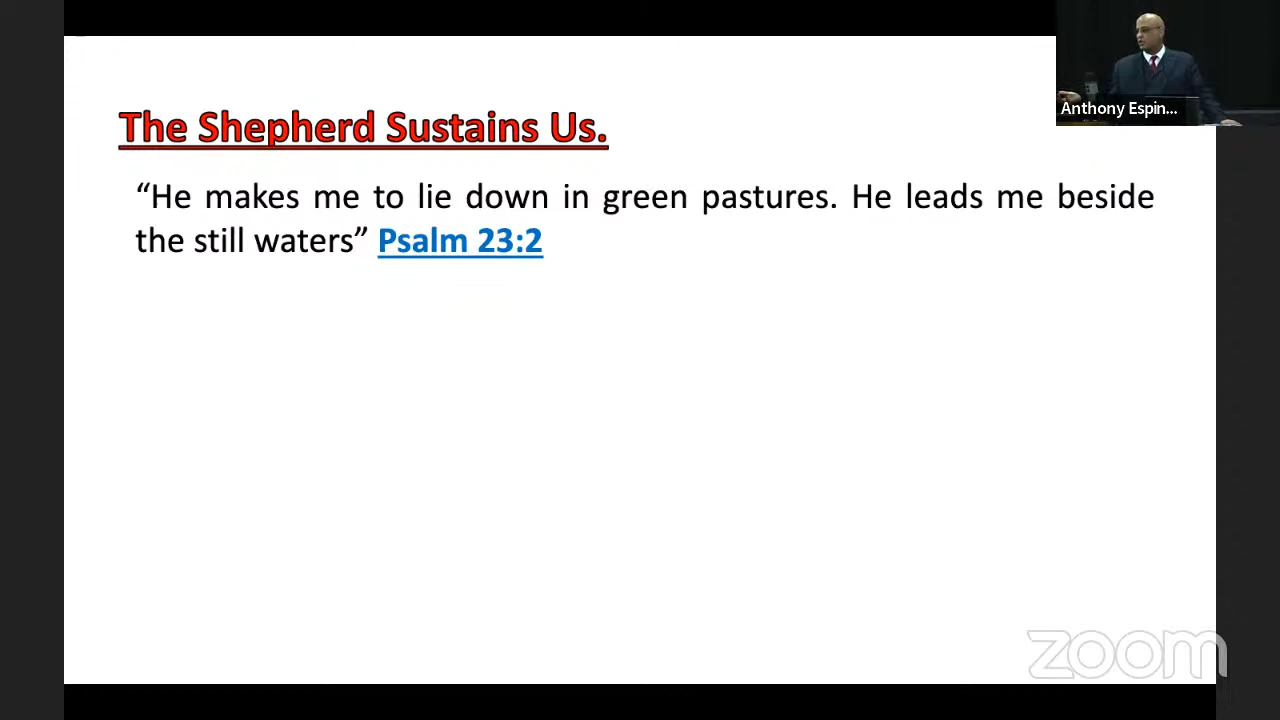 Anthony Espin...
The Shepherd Sustains Us.
“He makes me to lie down in green pastures. He leads me beside
the still waters” Psalm 23:2
zoom